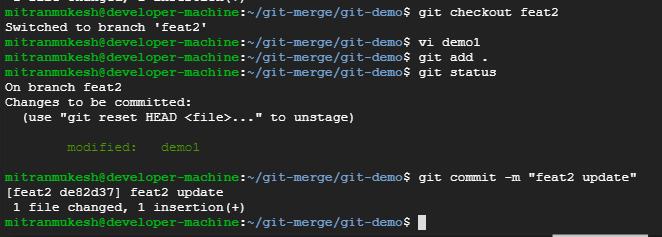 mitranmukesh@developer-machine:~/git-merge/git-demo$ git checkout feat2
Switched to branch 'feat2'
mitranmukesh@developer-machine:~/git-merge/git-demo$ vi demo1
mitranmukesh@developer-machine:~/git-merge/git-demo$ git add .
mitranmukesh@developer-machine:~/git-merge/git-demo$ git status
On branch feat2
Changes to be committed:
  (use "git reset HEAD <file>..." to unstage)
        modified:   demo1
mitranmukesh@developer-machine:~/git-merge/git-demo$ git commit -m "feat2 update"
[feat2 de82d37] feat2 update
 1 file changed, 1 insertion(+)
mitranmukesh@developer-machine:~/git-merge/git-demo$